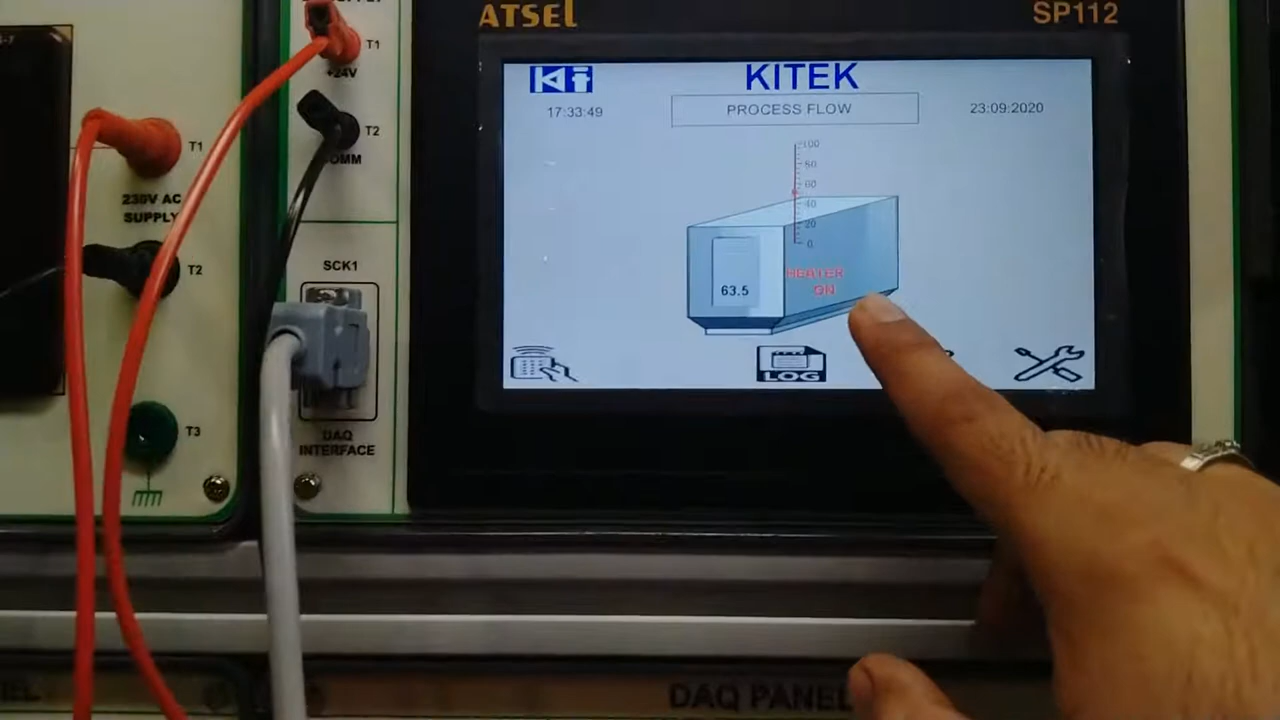 ATSEL
SP112
T1
+24V
T2
COMM
T1
230V AC
SUPPLY
T2
SCK1
DAQ
INTERFACE
T3
Ki
KITEK
17:33:49
PROCESS FLOW
23:09:2020
100
80
60
40
20
0
HEATER
ON
63.5
LOG
DAQ PANEL